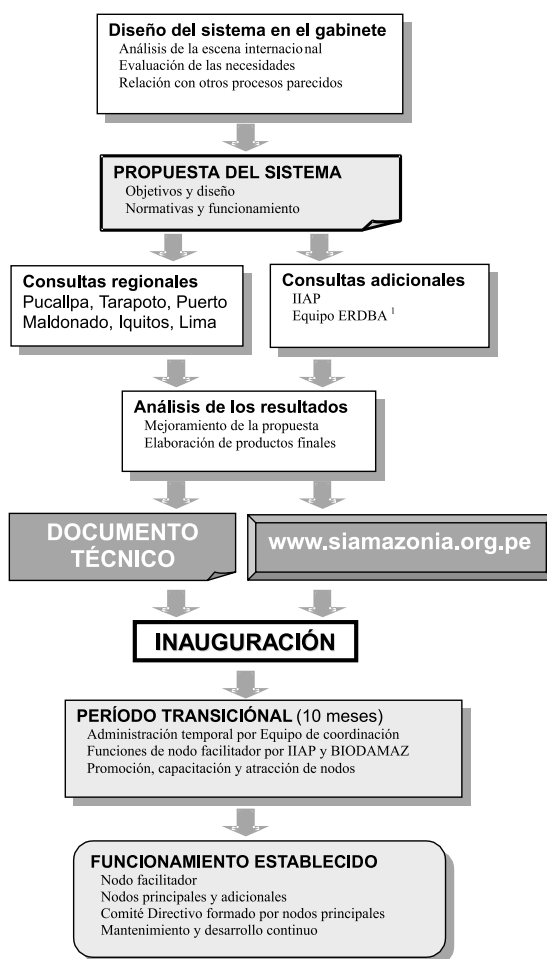 Diseño del sistema en el gabinete
Análisis de la escena internacional
Evaluación de las necesidades
Relación con otros procesos parecidos
PROPUESTA DEL SISTEMA
Objetivos y diseño
Normativas y funcionamiento
Consultas regionales
Pucallpa, Tarapoto, Puerto
Maldonado, Iquitos, Lima
Consultas adicionales
IIAP
Equipo ERDBA 1
Análisis de los resultados
Mejoramiento de la propuesta
Elaboración de productos finales
DOCUMENTO
TÉCNICO
www.siamazonia.org.pe
INAUGURACIÓN
PERÍODO TRANSICIÓNAL (10 meses)
Administración temporal por Equipo de coordinación
Funciones de nodo facilitador por IIAP y BIODAMAZ
Promoción, capacitación y atracción de nodos
FUNCIONAMIENTO ESTABLECIDO
Nodo facilitador
Nodos principales y adicionales
Comité Directivo formado por nodos principales
Mantenimiento y desarrollo continuo